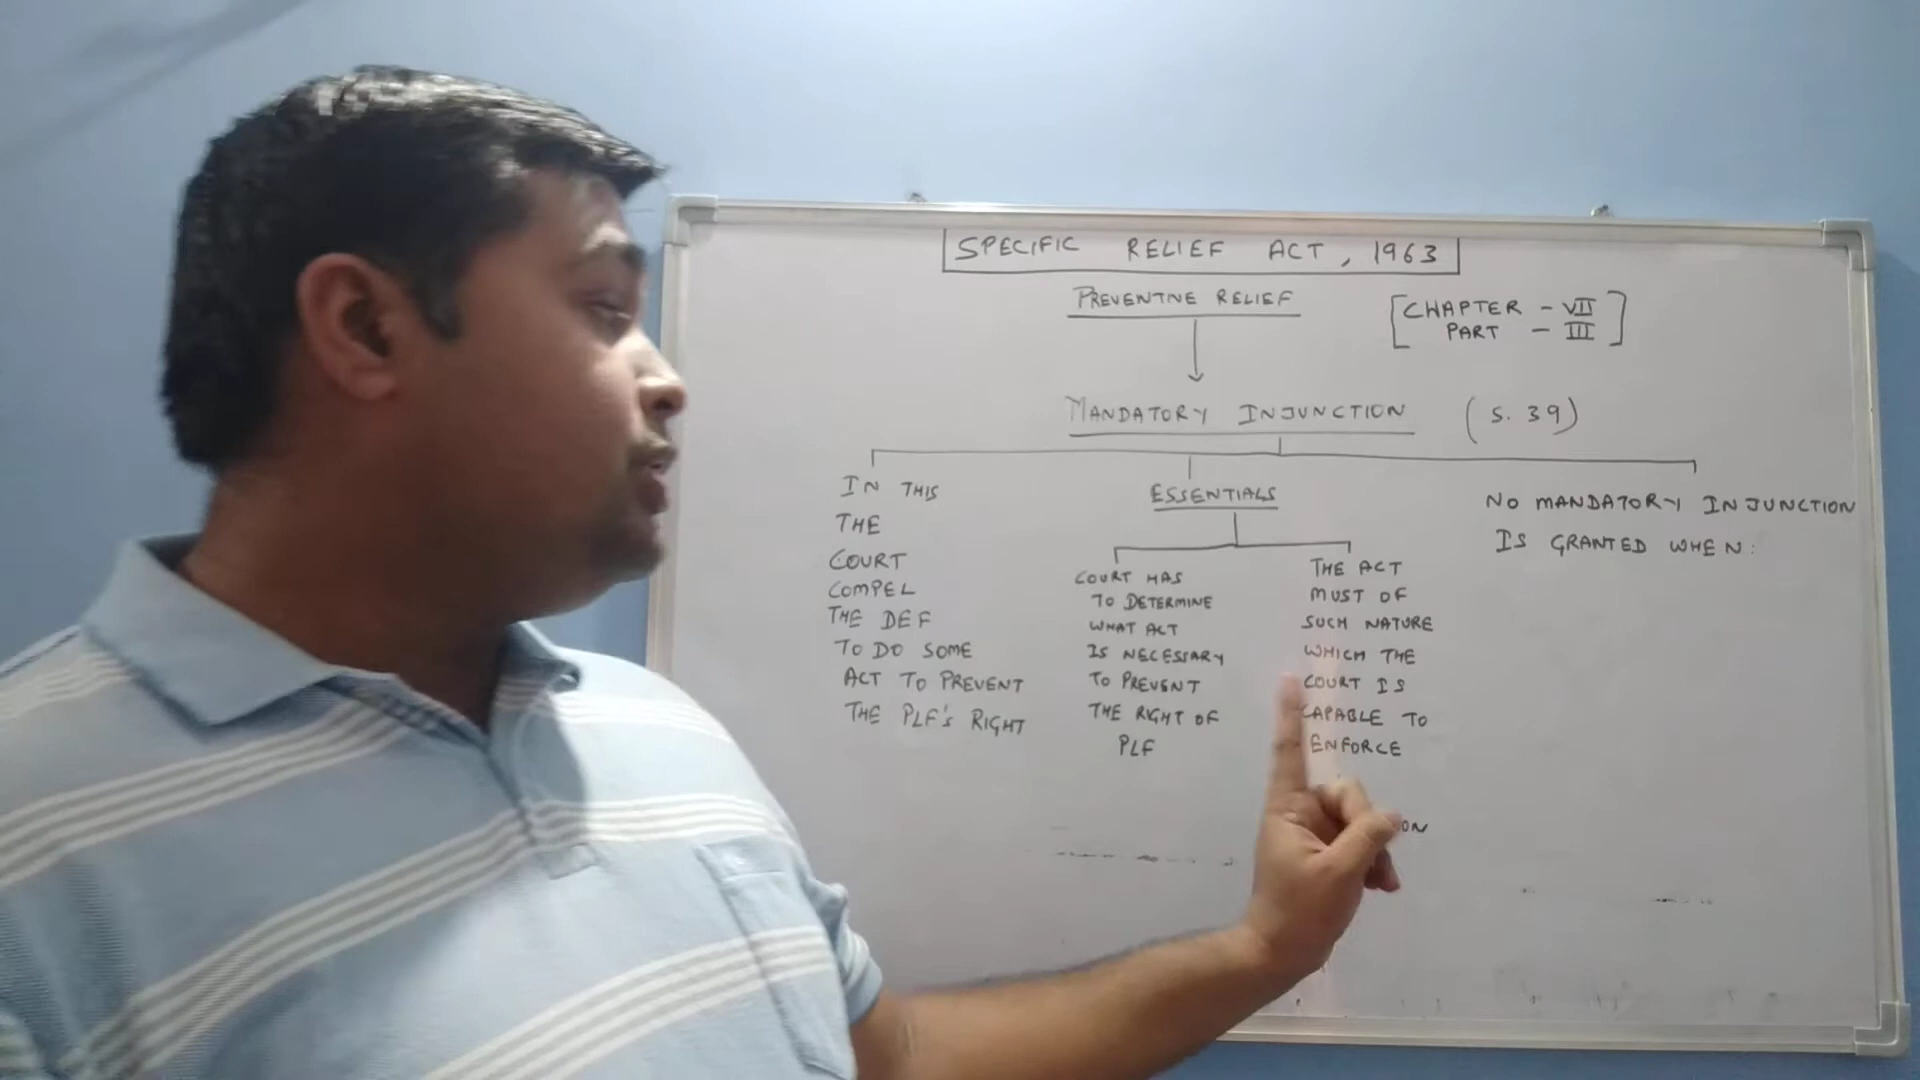 SPECIFIC RELIEF ACT, 1963
PREVENTIVE RELIEF
[CHAPTER - VII
PART - III]
MANDATORY INJUNCTION (S. 39)
IN THIS
THE
COURT
COMPEL
THE DEF
TO DO SOME
ACT TO PREVENT
THE PLF'S RIGHT
ESSENTIALS
COURT HAS
TO DETERMINE
WHAT ACT
IS NECESSARY
TO PREVENT
THE RIGHT OF
PLF
THE ACT
MUST OF
SUCH NATURE
WHICH THE
COURT IS
CAPABLE TO
ENFORCE
NO MANDATORY INJUNCTION
IS GRANTED WHEN: